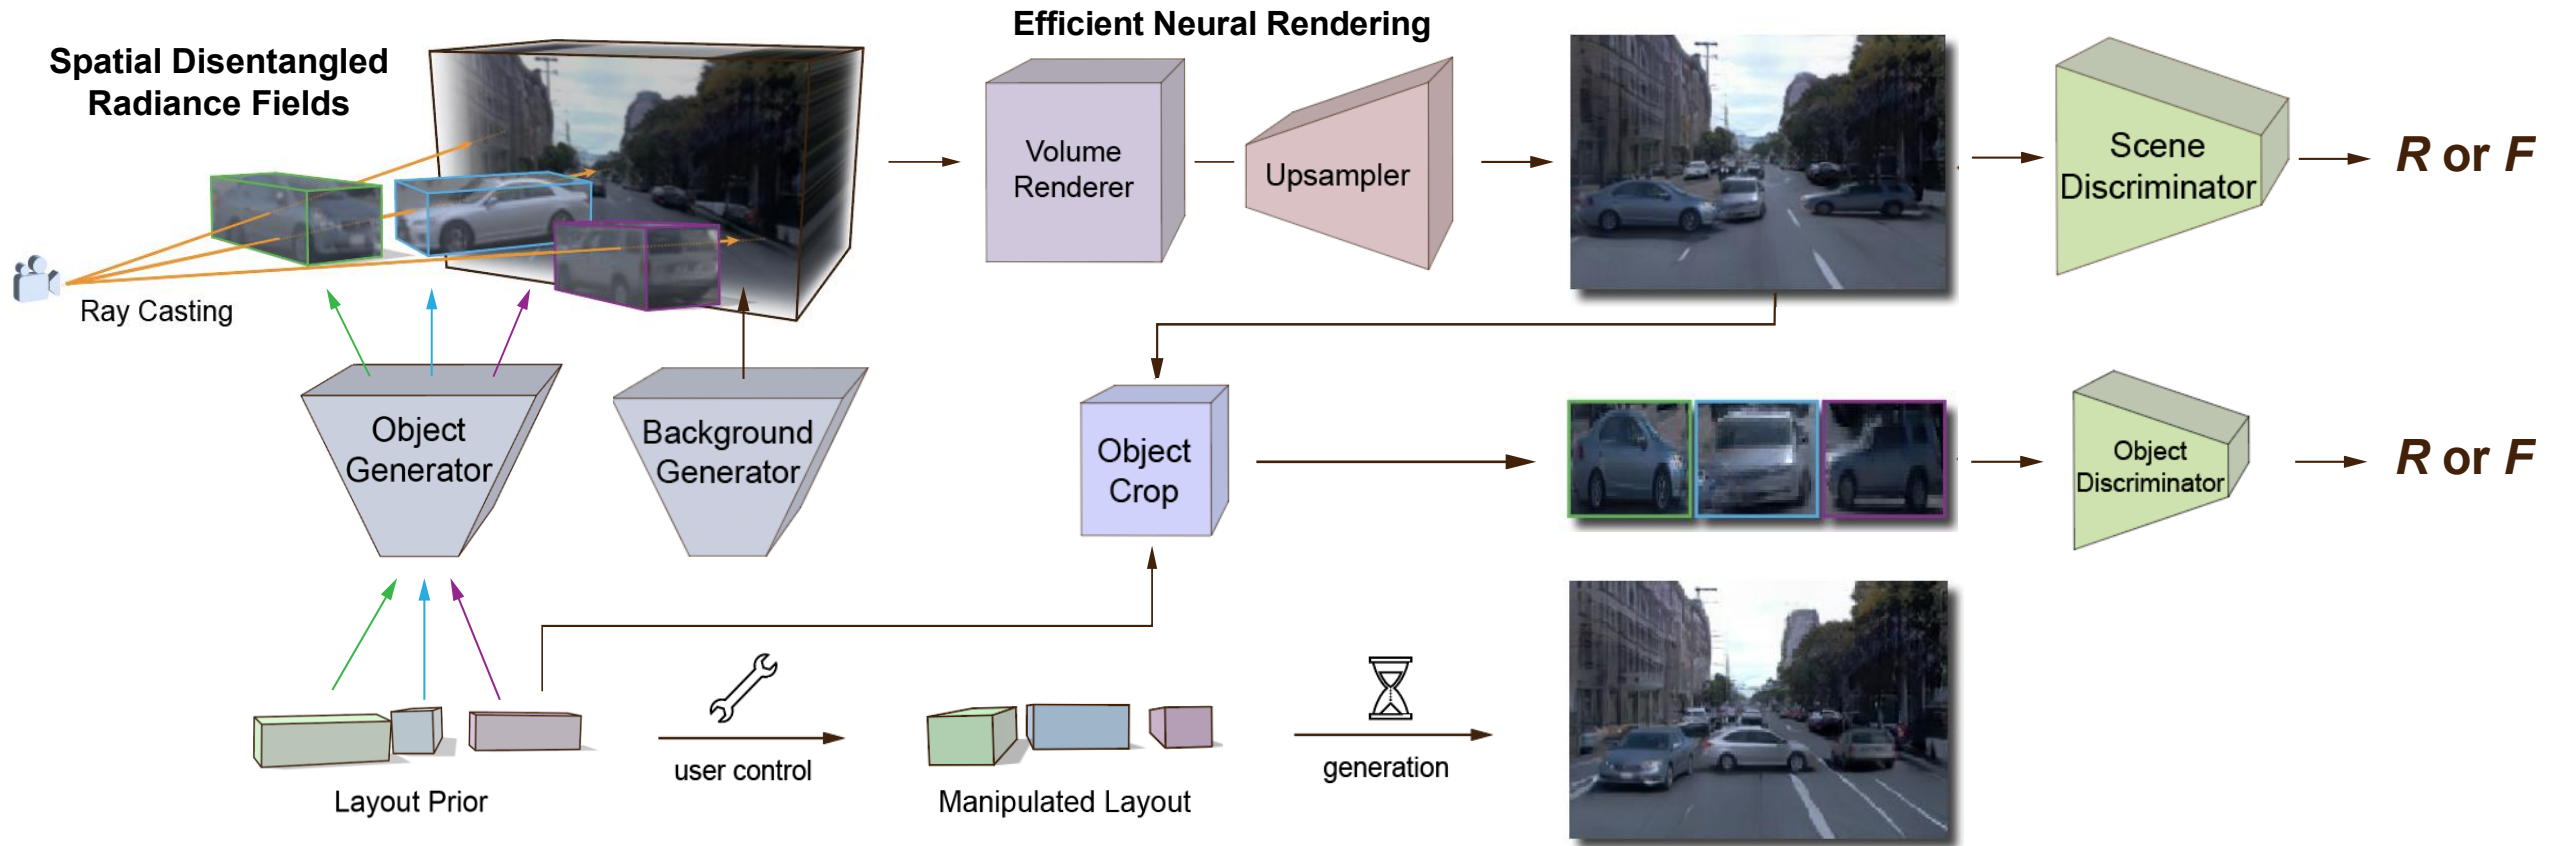 Efficient Neural Rendering
Spatial Disentangled
Radiance Fields
Ray Casting
Volume
Renderer
Upsampler
Scene
Discriminator
R or F
Object
Generator
Background
Generator
Object
Crop
Object
Discriminator
R or F
Layout Prior
user control
Manipulated Layout
generation